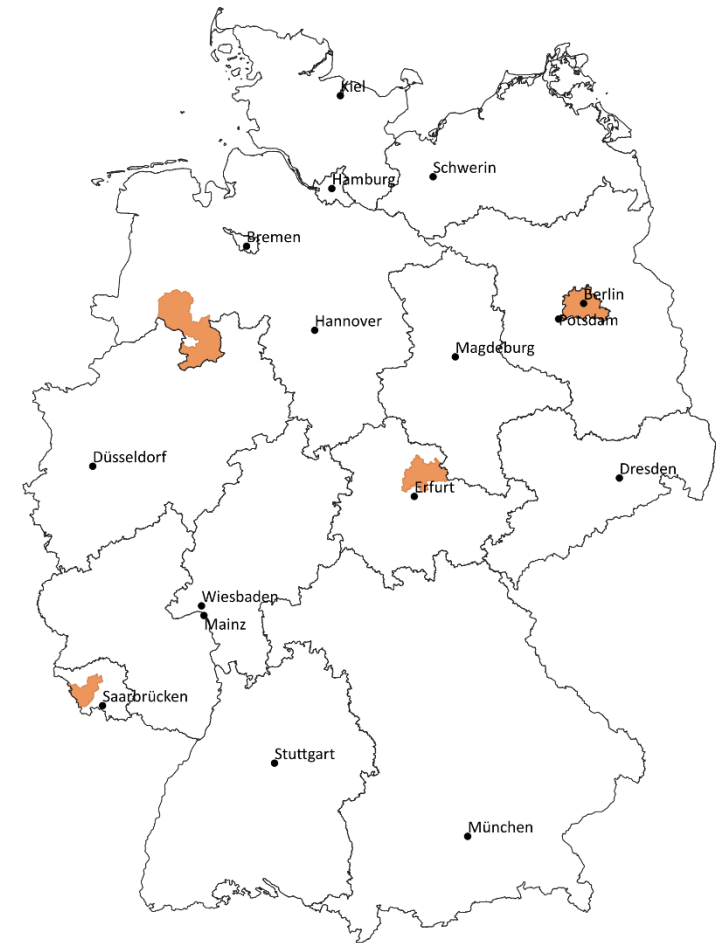 Kiel
Schwerin
Hamburg
Bremen
Berlin
Potsdam
Hannover
Magdeburg
Düsseldorf
Dresden
Erfurt
Wiesbaden
Mainz
Saarbrücken
Stuttgart
München